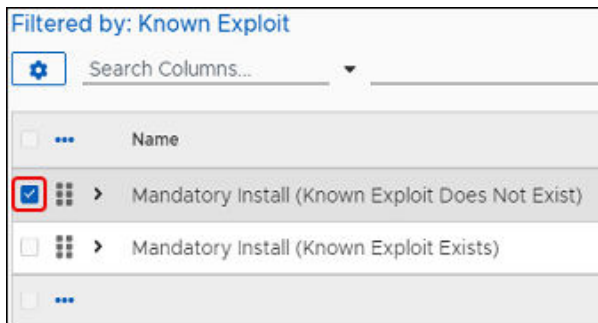 Filtered by: Known Exploit
Search Columns...
Name
Mandatory Install (Known Exploit Does Not Exist)
Mandatory Install (Known Exploit Exists)